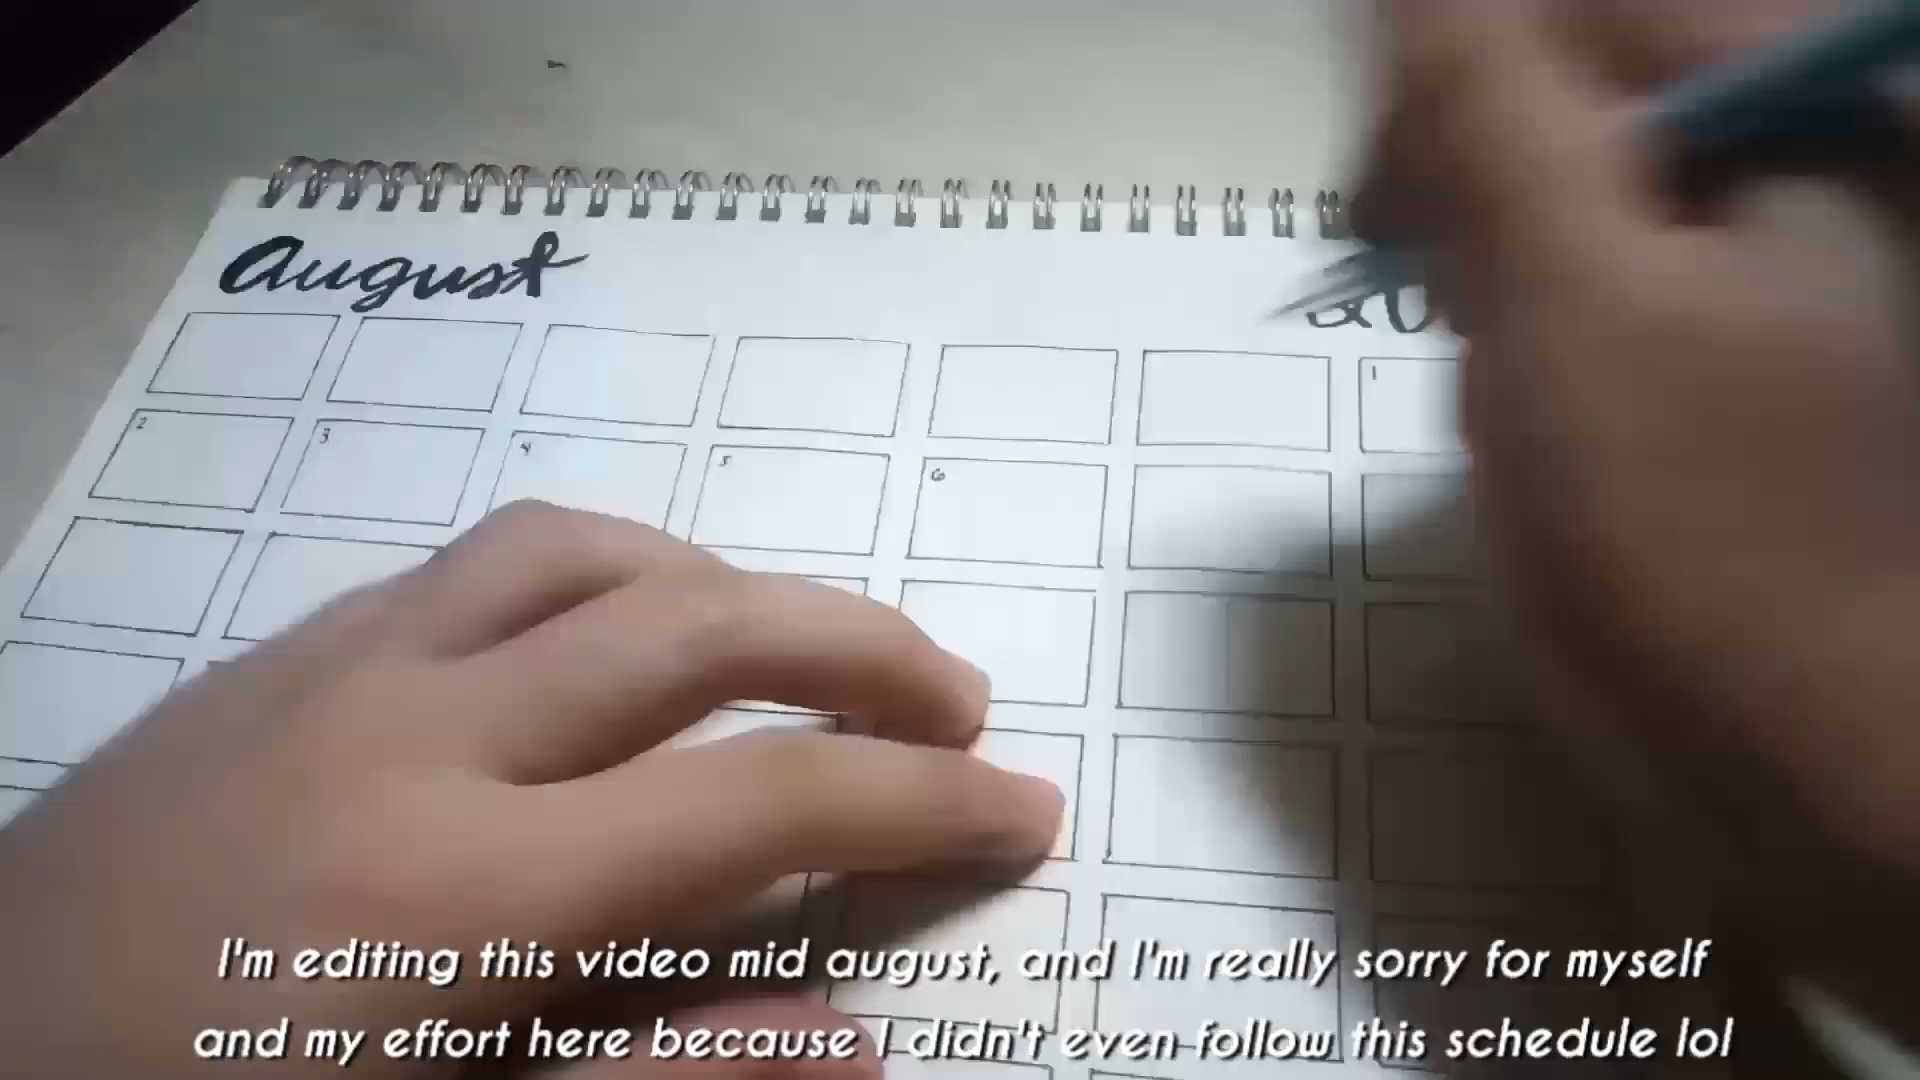 August
1
2 3 4 5 6
I'm editing this video mid august, and I'm really sorry for myself
and my effort here because I didn't even follow this schedule lol